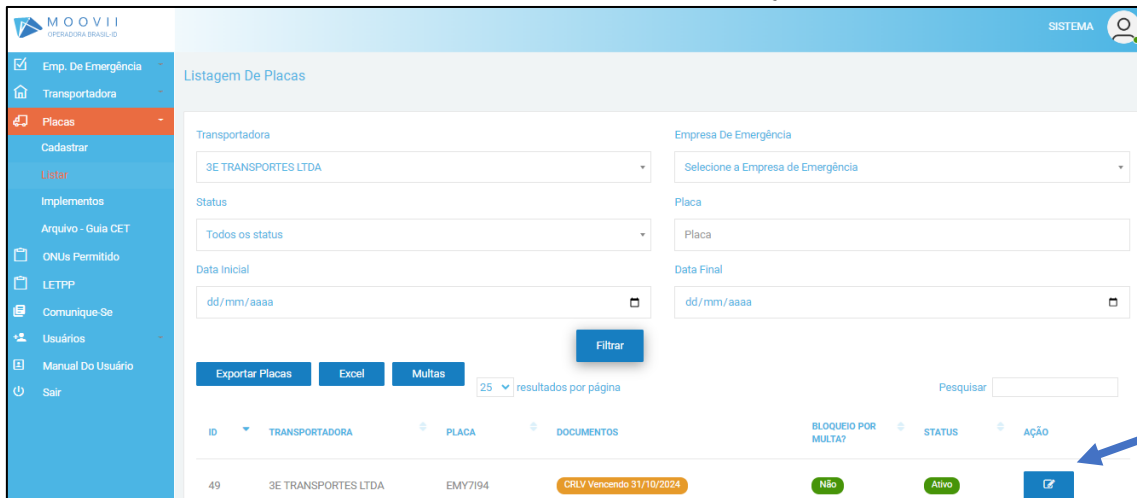 MOOVII
OPERADORA BRASIL-ID
SISTEMA
Emp. De Emergência
Transportadora
Placas
Cadastrar
Listar
Implementos
Arquivo - Guia CET
ONUs Permitido
LETPP
Comunique-Se
Usuários
Manual Do Usuário
Sair
Listagem De Placas
Transportadora
Empresa De Emergência
3E TRANSPORTES LTDA
Selecione a Empresa de Emergência
Status
Placa
Todos os status
Placa
Data Inicial
Data Final
dd/mm/aaaa
dd/mm/aaaa
Filtrar
Exportar Placas Excel Multas 25 resultados por página Pesquisar
ID TRANSPORTADORA PLACA DOCUMENTOS BLOQUEIO POR STATUS AÇÃO
MULTA?
49 3E TRANSPORTES LTDA EMY7I94 CRLV Vencendo 31/10/2024 Não Ativo